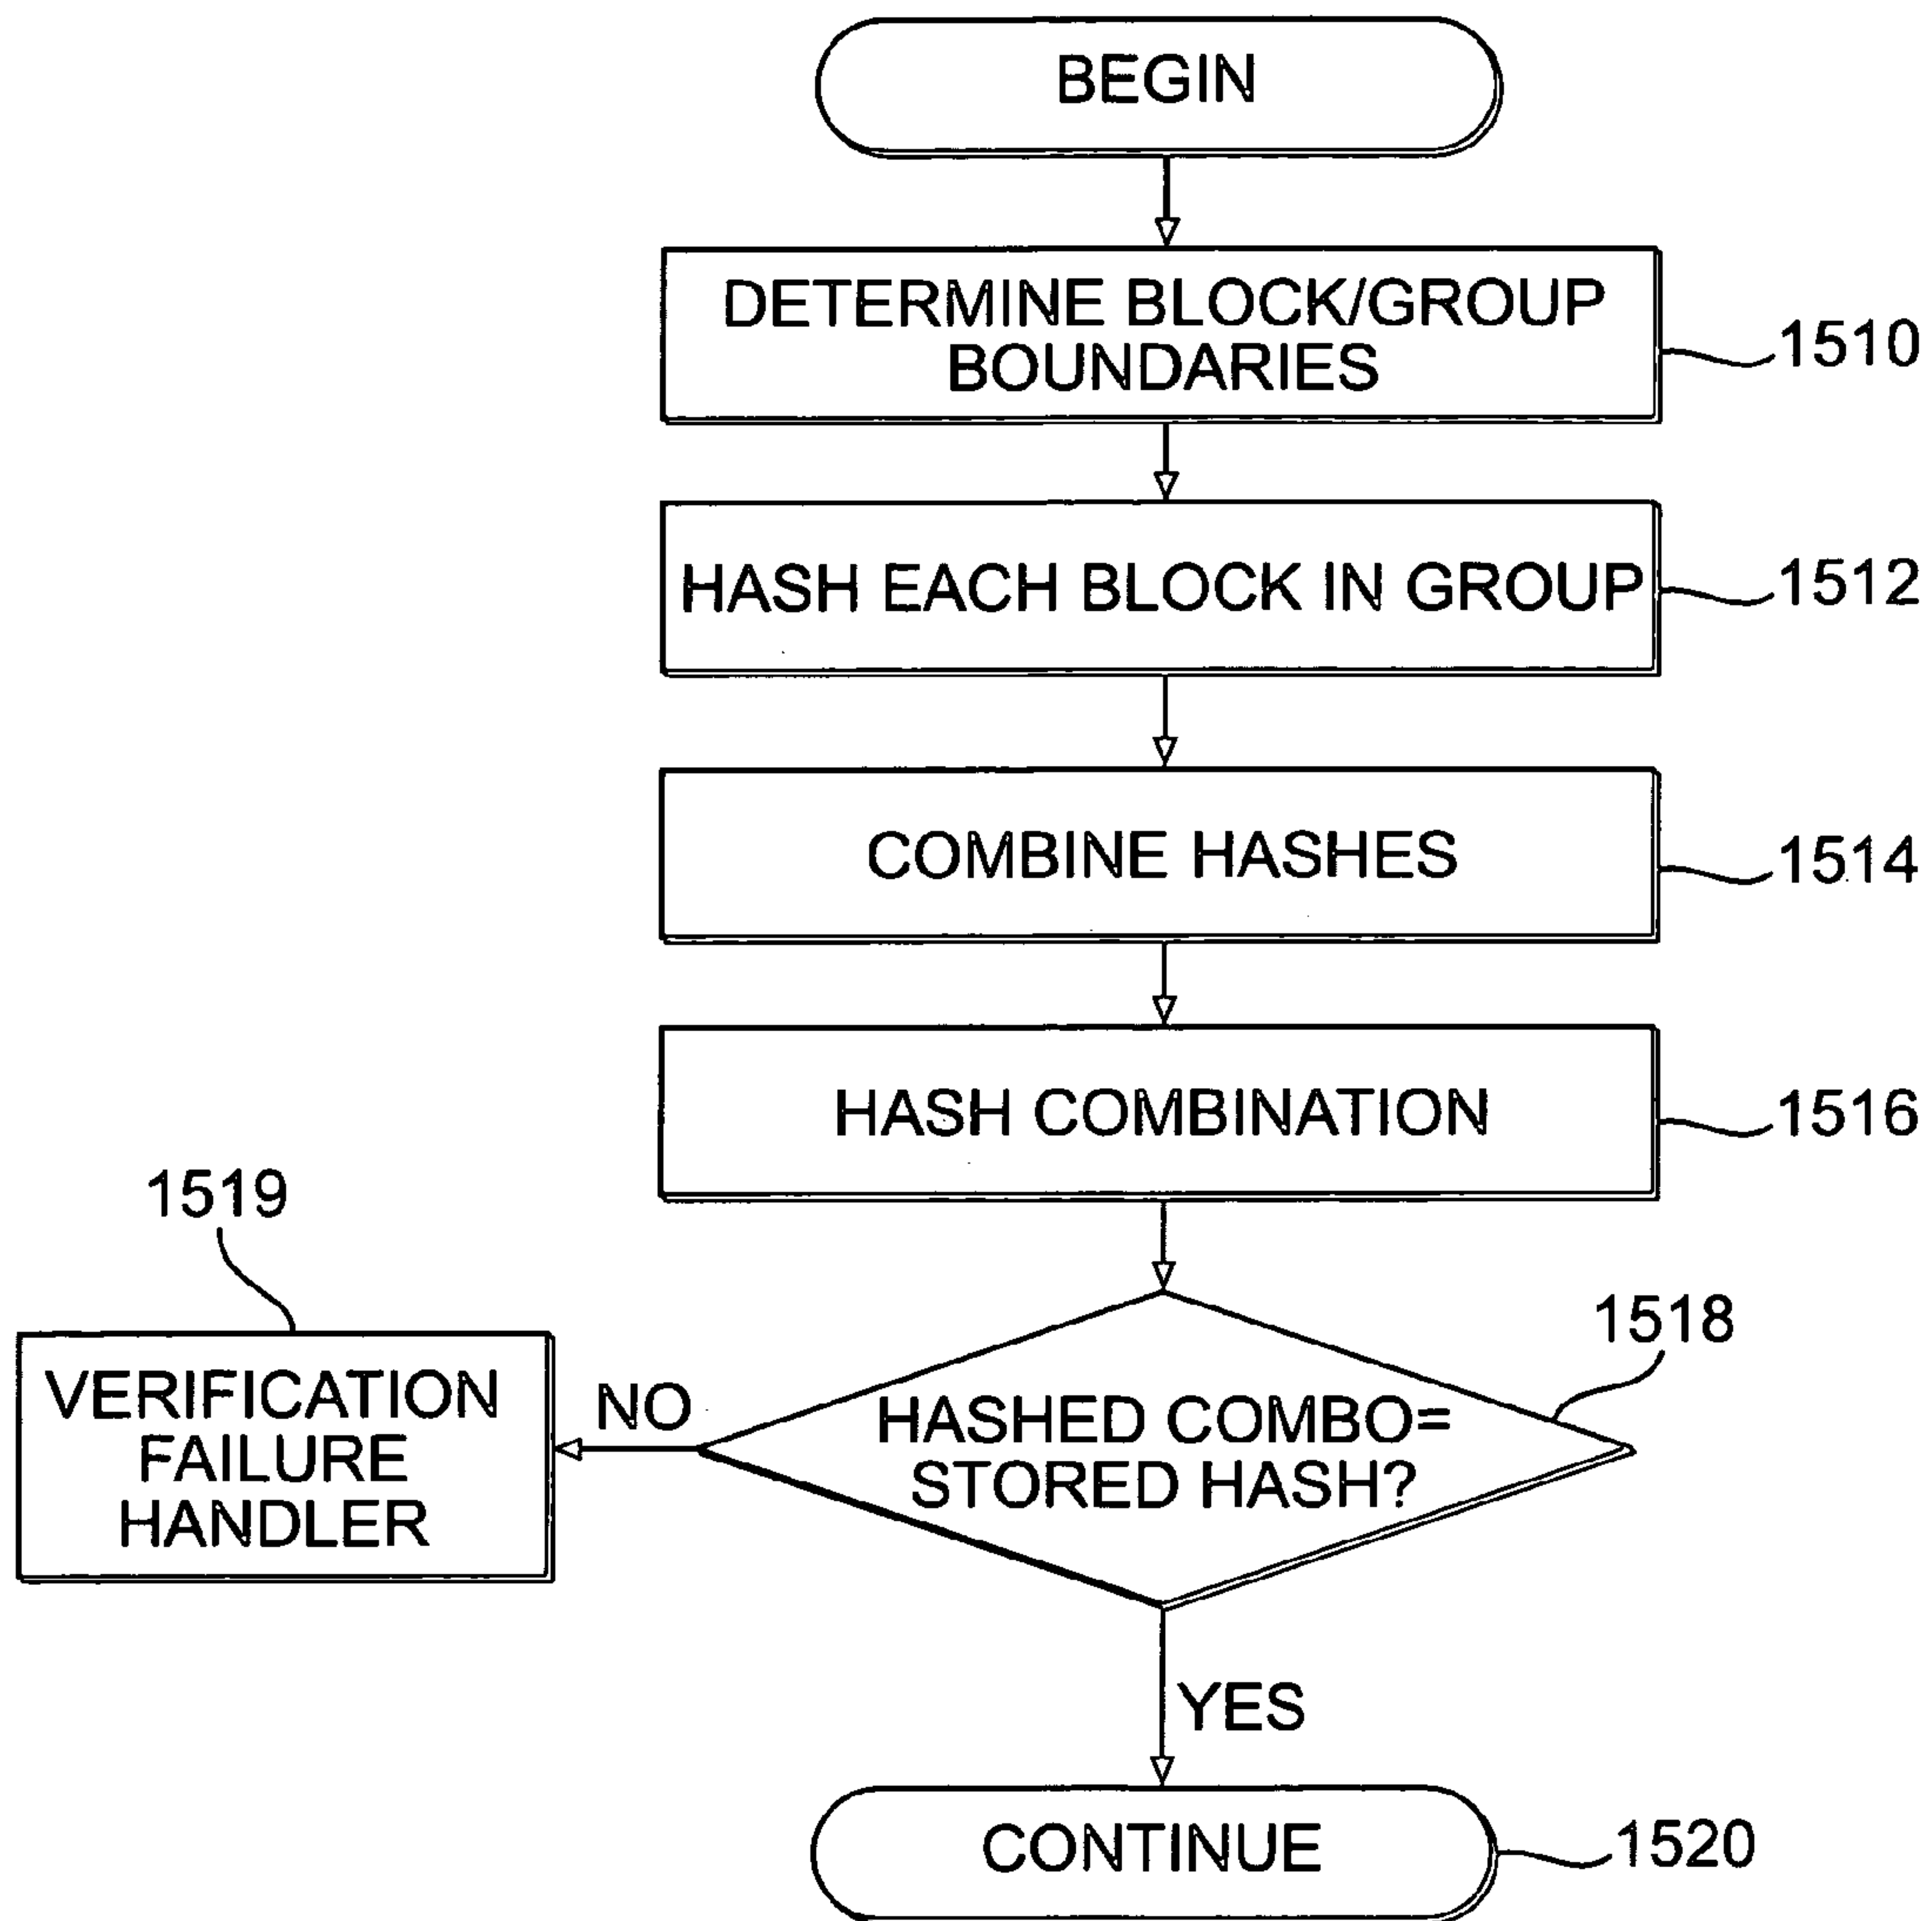 BEGIN
DETERMINE BLOCK/GROUP
BOUNDARIES
1510
HASH EACH BLOCK IN GROUP
1512
COMBINE HASHES
1514
HASH COMBINATION
1516
1519
VERIFICATION
FAILURE
HANDLER
NO
1518
HASHED COMBO=
STORED HASH?
YES
CONTINUE
1520